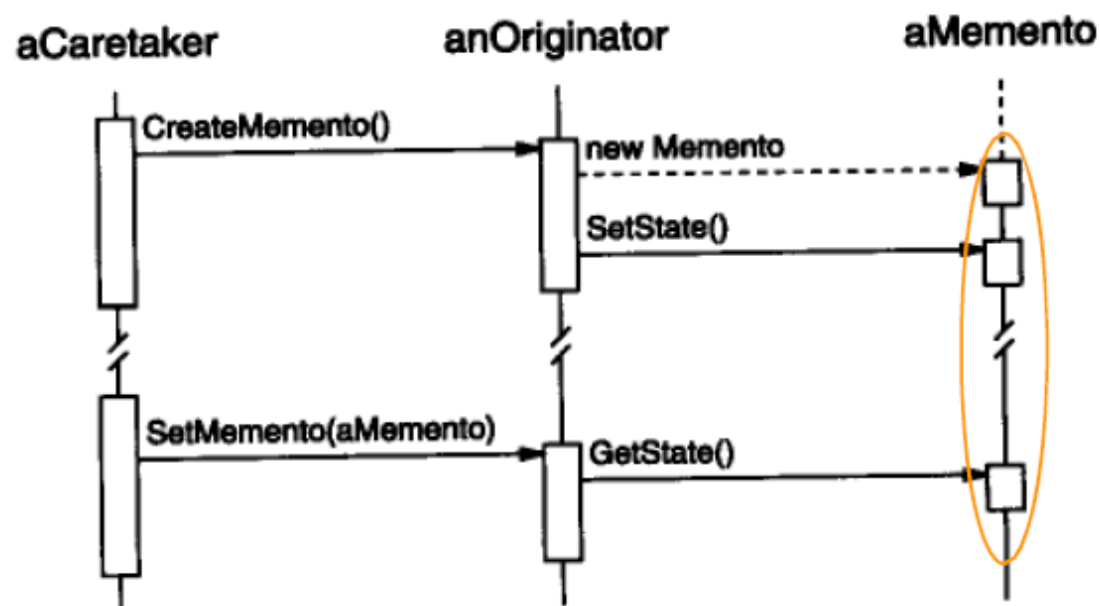 aCaretaker anOriginator aMemento
CreateMemento()
new Memento
SetState()
SetMemento(aMemento)
GetState()